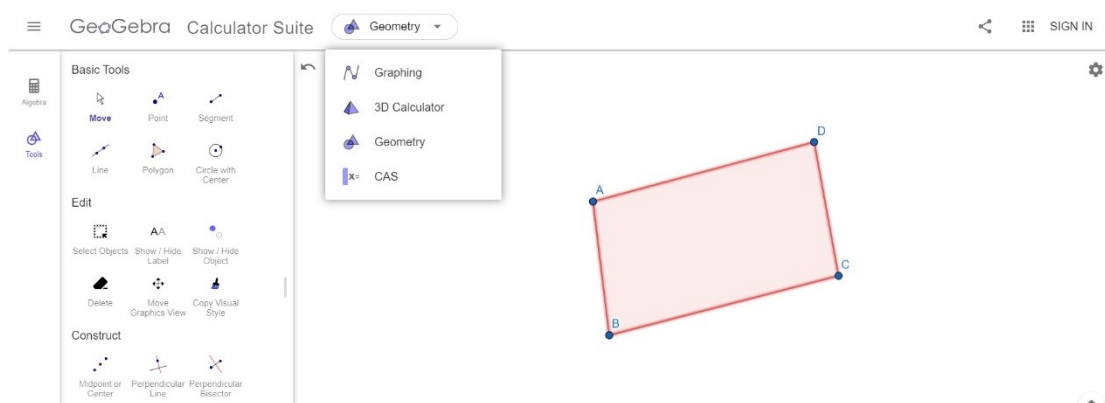 GeoGebra Calculator Suite Geometry SIGN IN
Graphing
3D Calculator
Geometry
x= CAS
Algebra
Tools
Basic Tools
Move Point Segment
Line Polygon Circle with Center
Edit
Select Objects Show / Hide Label Show / Hide Object
Delete Move Graphics View Copy Visual Style
Construct
Midpoint or Center Perpendicular Line Perpendicular Bisector
A
AA
D
A
C
B